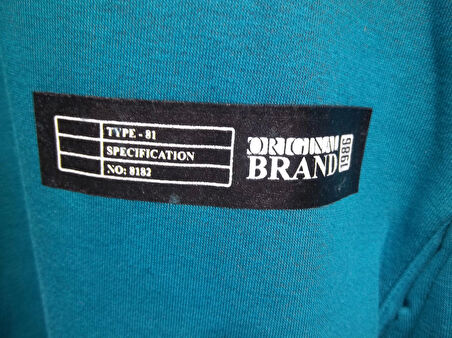 TYPE - 81
SPECIFICATION
NO: 8182
ORIGINAL
BRAND
1986